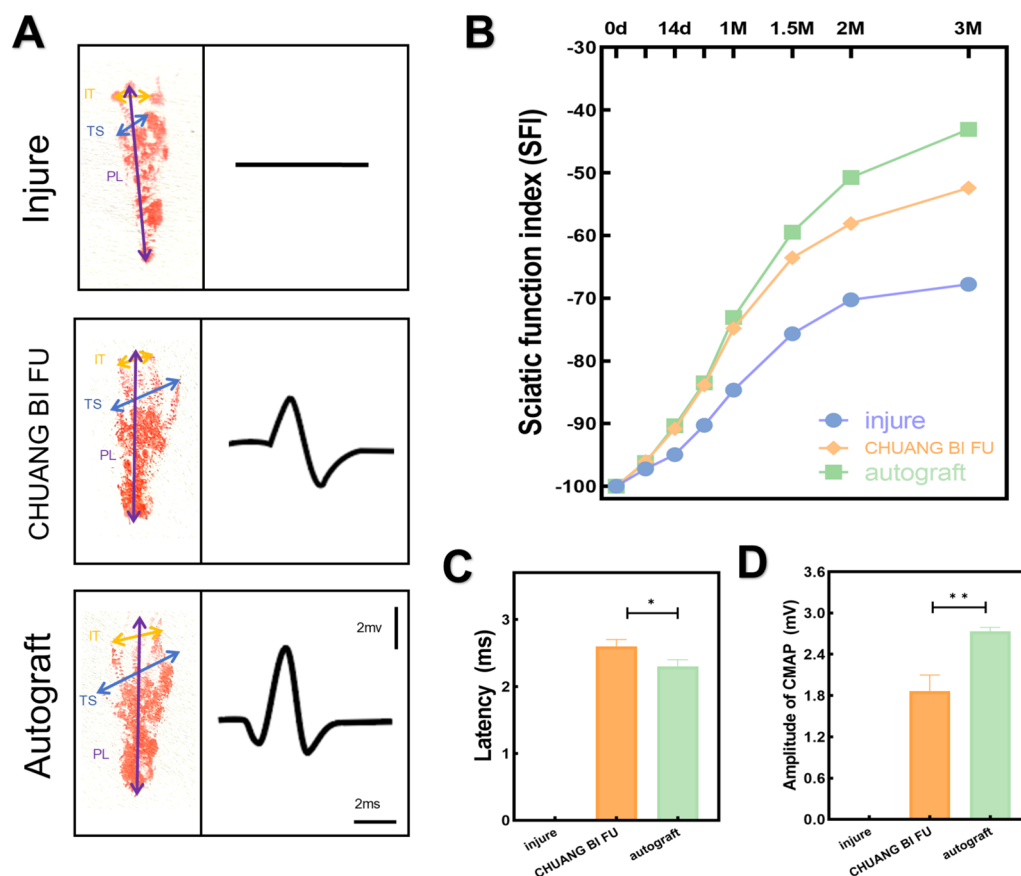 A
Injure
IT
TS
PL
CHUANG BI FU
IT
TS
PL
Autograft
IT
TS
PL
2mv
2ms
B
0d 14d 1M 1.5M 2M 3M
Sciatic function index (SFI)
-30
-40
-50
-60
-70
-80
-90
-100
injure
CHUANG BI FU
autograft
C
Latency (ms)
3
2
1
0
*
injure
CHUANG BI FU
autograft
D
Amplitude of CMAP (mV)
3.6
3.0
2.4
1.8
1.2
0.6
0.0
**
injure
CHUANG BI FU
autograft